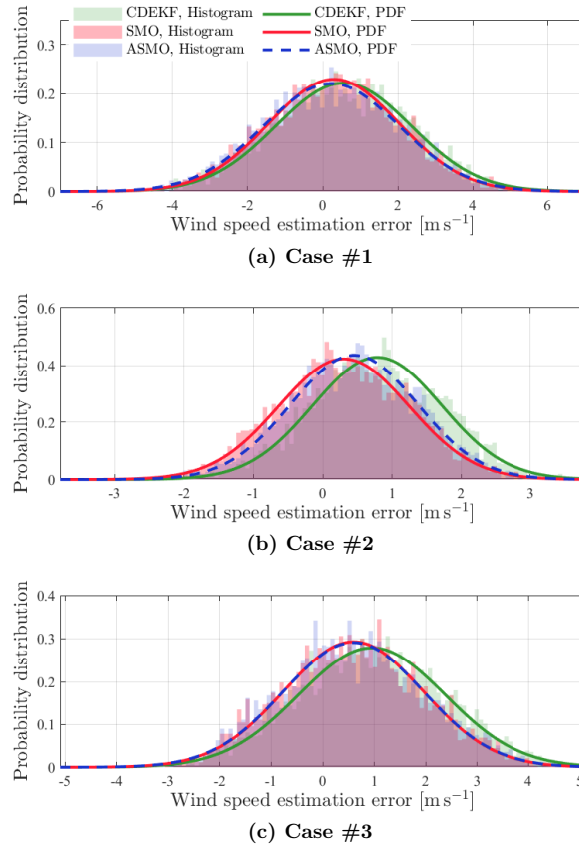 CDEKF, Histogram CDEKF, PDF
SMO, Histogram SMO, PDF
ASMO, Histogram ASMO, PDF
Probability distribution
0.3
0.2
0.1
0
-6 -4 -2 0 2 4 6
Wind speed estimation error [m s⁻¹]
(a) Case #1
Probability distribution
0.6
0.4
0.2
0
-3 -2 -1 0 1 2 3
Wind speed estimation error [m s⁻¹]
(b) Case #2
Probability distribution
0.4
0.3
0.2
0.1
0
-5 -4 -3 -2 -1 0 1 2 3 4 5
Wind speed estimation error [m s⁻¹]
(c) Case #3